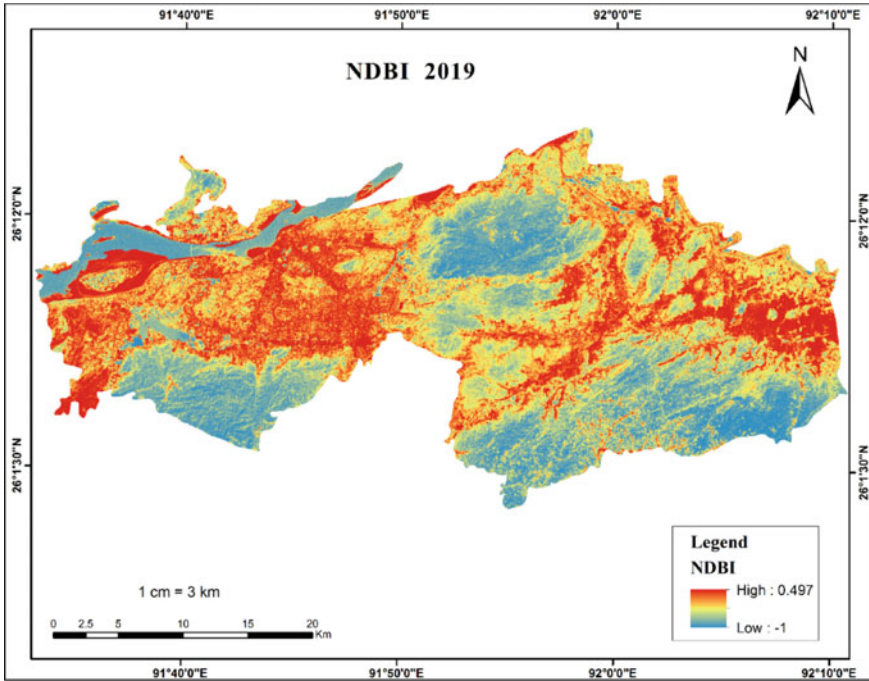 91°40'0"E 91°50'0"E 92°0'0"E 92°10'0"E
NDBI 2019
N
26°12'0"N 26°12'0"N
26°1'30"N 26°1'30"N
Legend
NDBI
High : 0.497
Low : -1
1 cm = 3 km
0 2.5 5 10 15 20
Km
91°40'0"E 91°50'0"E 92°0'0"E 92°10'0"E